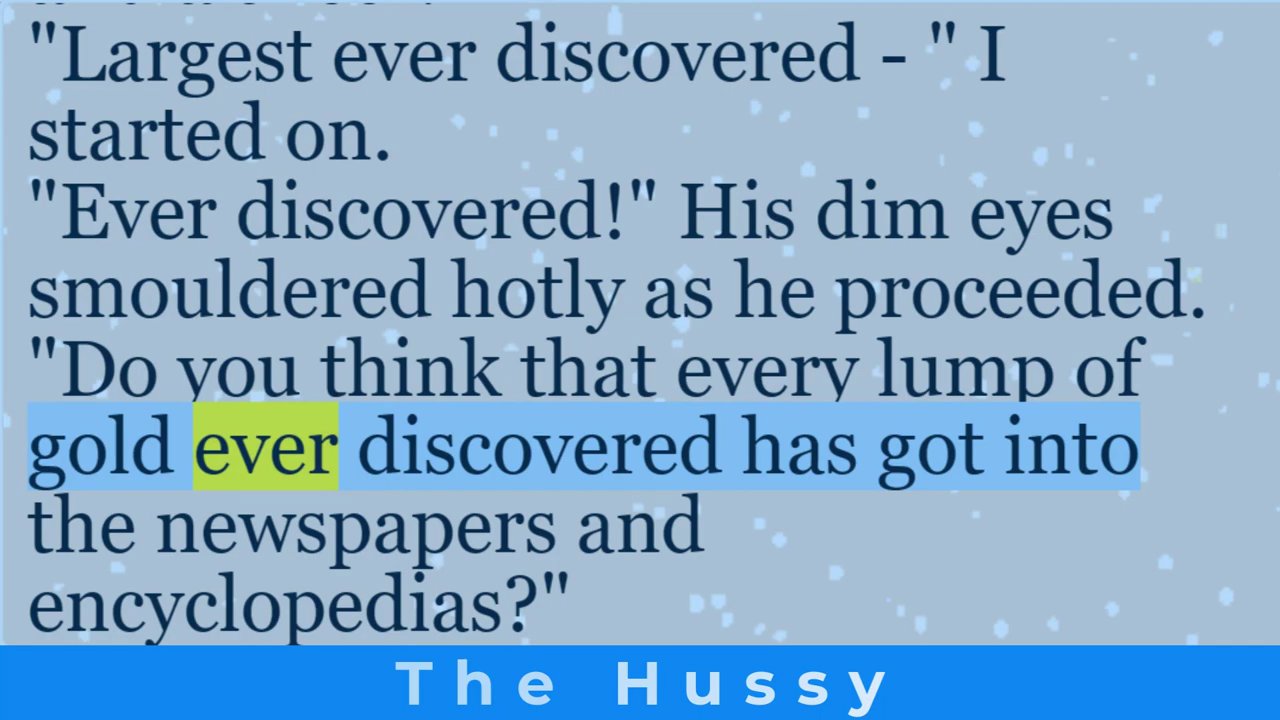 "Largest ever discovered - " I
started on.
"Ever discovered!" His dim eyes
smouldered hotly as he proceeded.
"Do you think that every lump of
gold ever discovered has got into
the newspapers and
encyclopedias?"
The Hussy